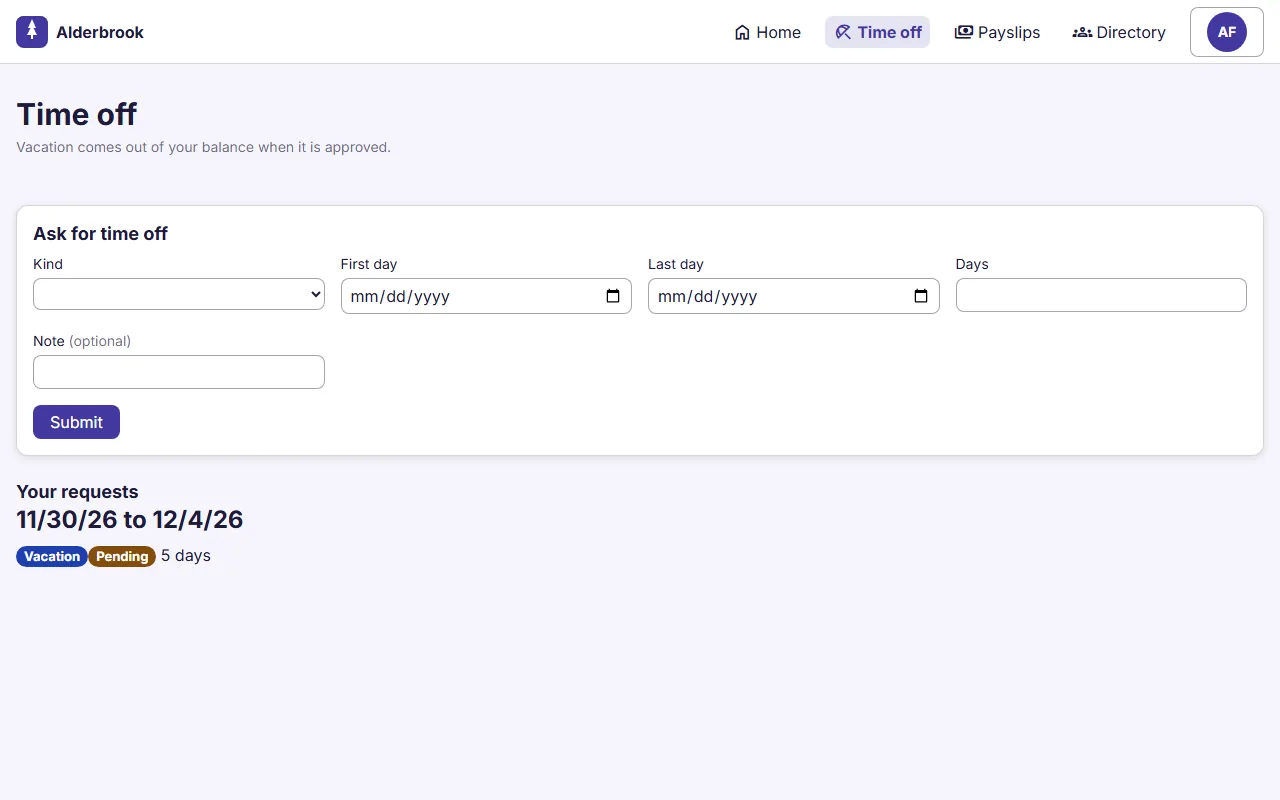 Alderbrook
Home
Time off
Payslips
Directory
AF
Time off
Vacation comes out of your balance when it is approved.
Ask for time off
Kind
First day
Last day
Days
mm/dd/yyyy
mm/dd/yyyy
Note (optional)
Submit
Your requests
11/30/26 to 12/4/26
Vacation Pending 5 days